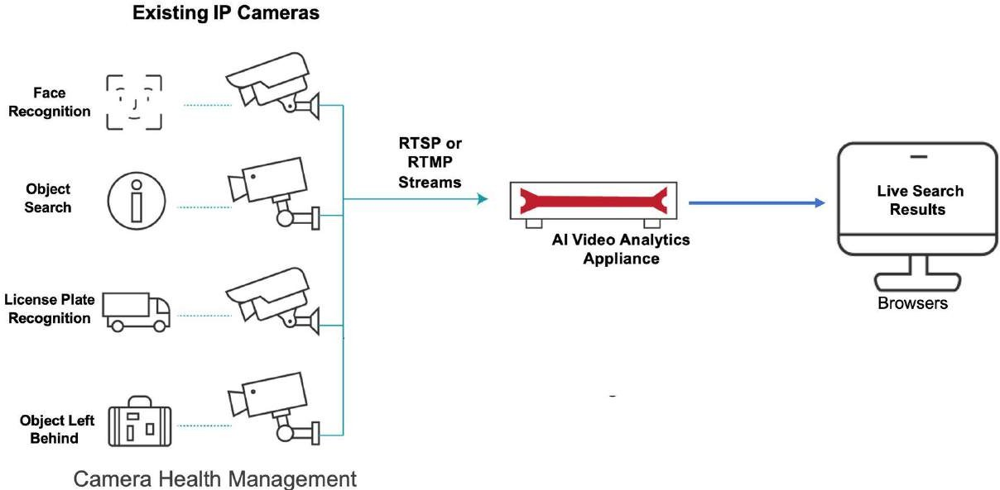 Existing IP Cameras
Face
Recognition
Object
Search
License Plate
Recognition
Object Left
Behind
Camera Health Management
RTSP or
RTMP
Streams
AI Video Analytics
Appliance
Live Search
Results
Browsers